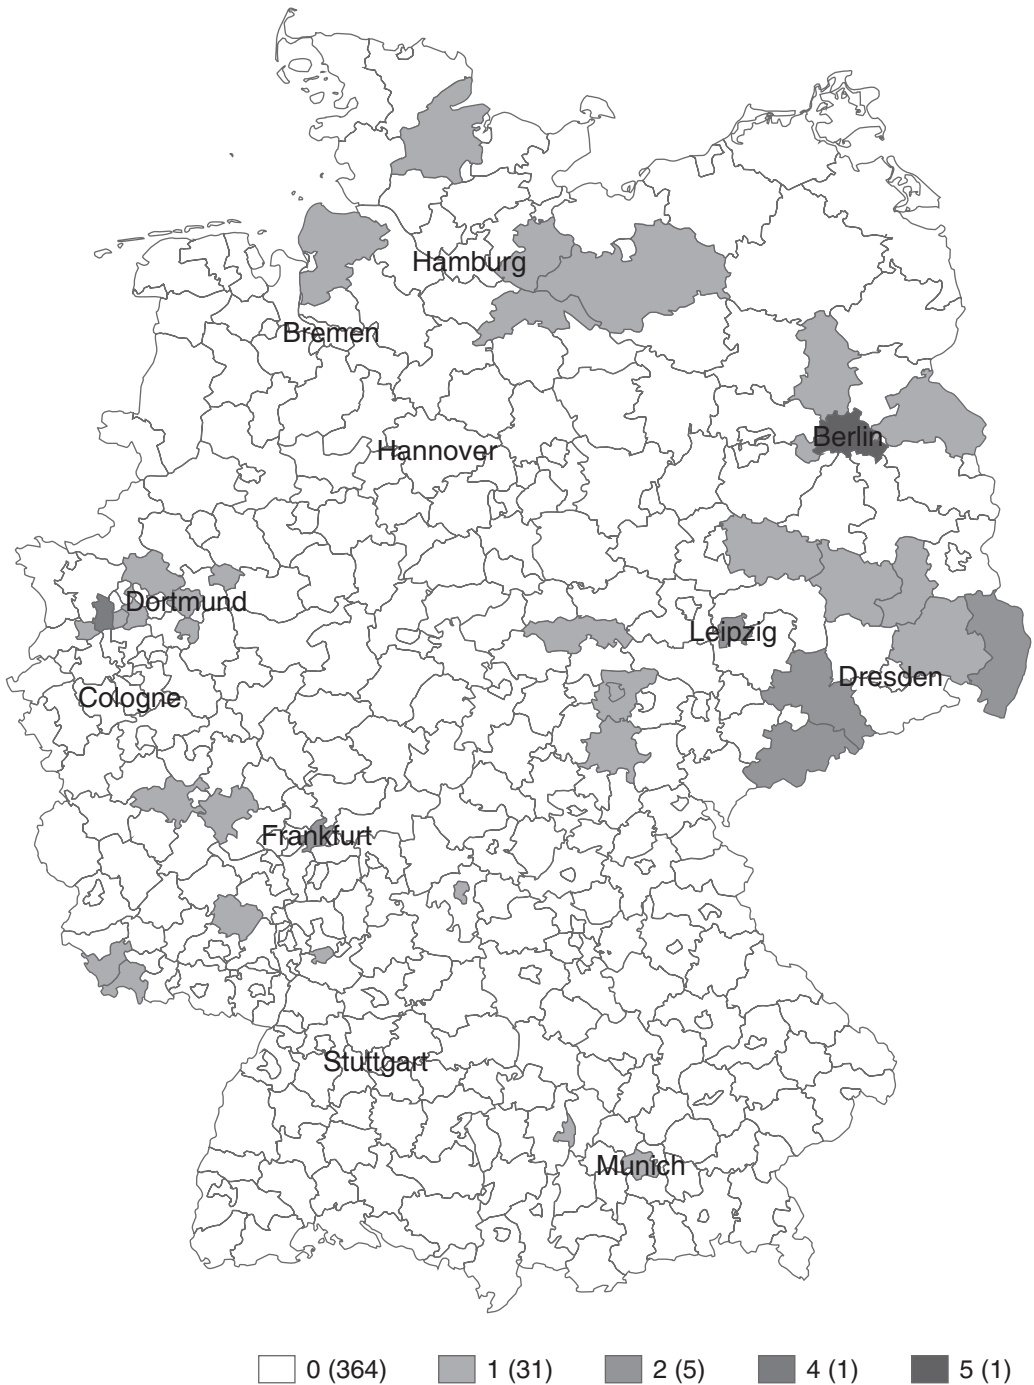 Hamburg
Bremen
Hannover
Berlin
Dortmund
Leipzig
Dresden
Cologne
Frankfurt
Stuttgart
Munich
0 (364) 1 (31) 2 (5) 4 (1) 5 (1)